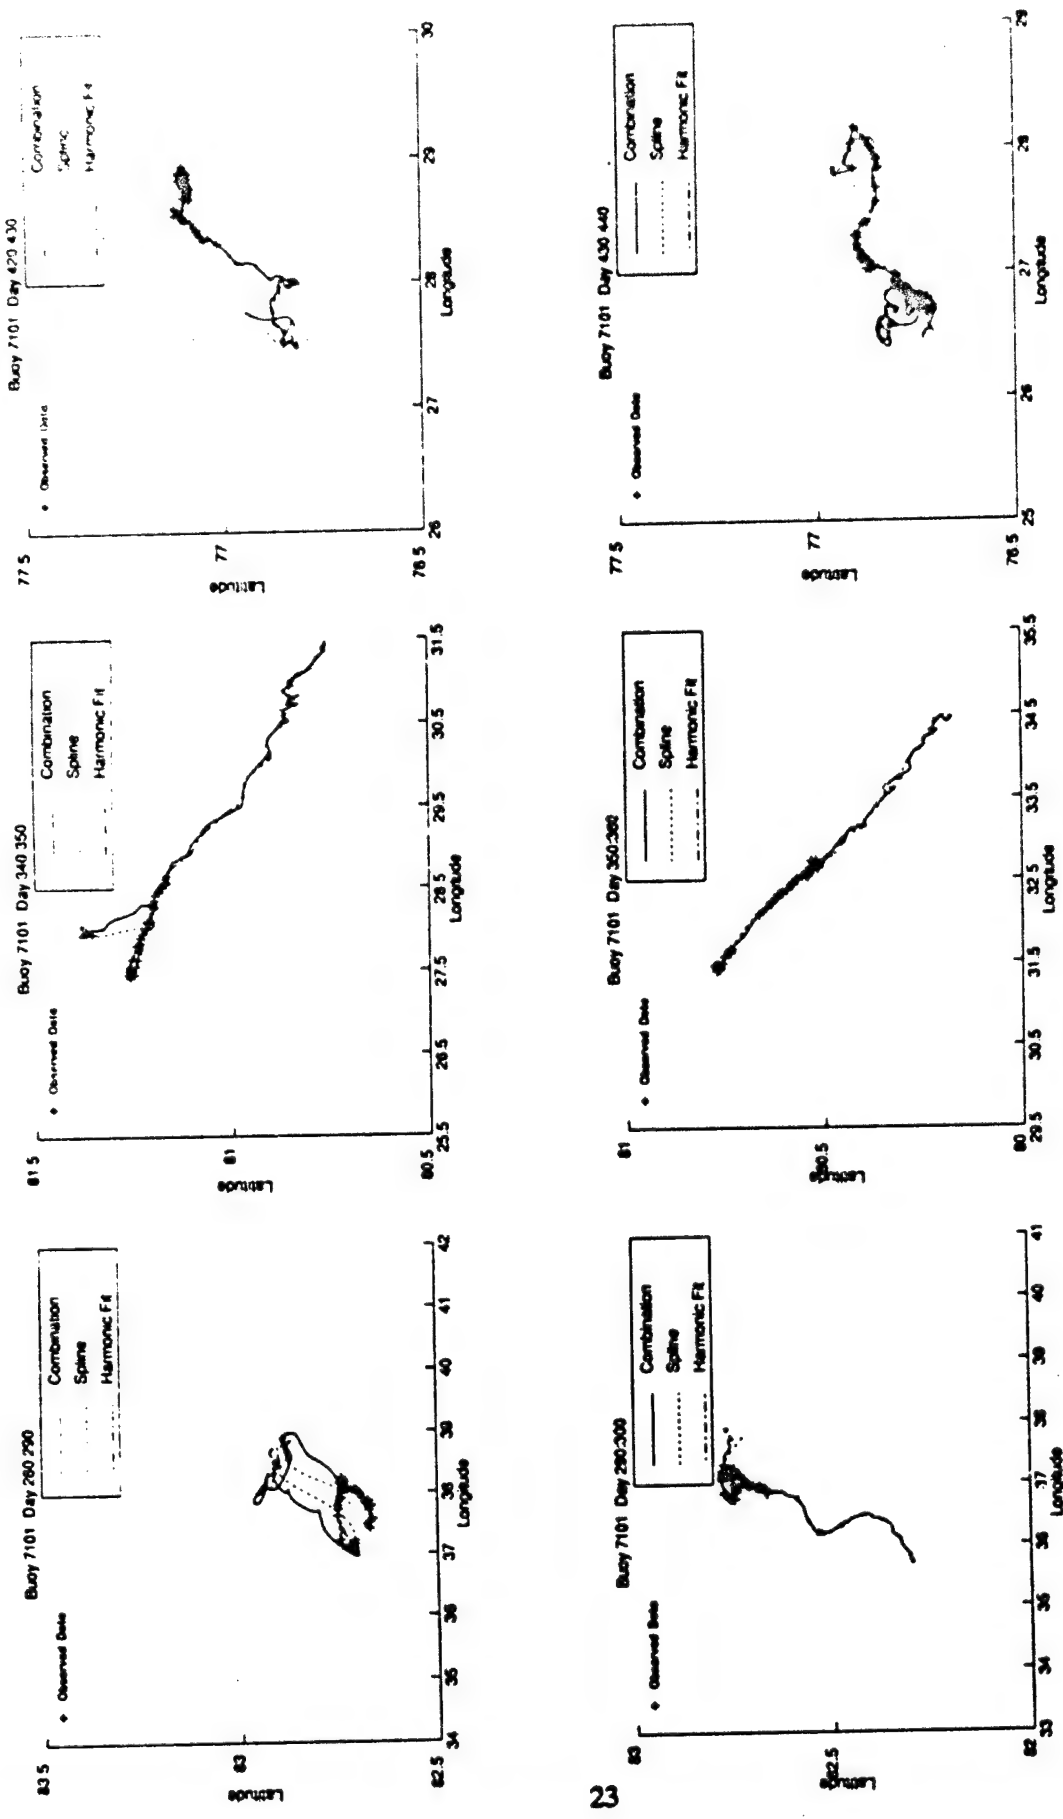 Buoy 7101 Day 280 290
83 5
83
82.5
Latitude
34
35
36
37
38
39
40
41
42
Longitude
+ Observed Data
Combination
Spline
Harmonic Fit
Buoy 7101 Day 340 350
81 5
81
80.5
Latitude
25.5
26 5
27.5
28.5
29.5
30.5
31.5
Longitude
+ Observed Data
Combination
Spline
Harmonic Fit
Buoy 7101 Day 420 430
77 5
77
76 5
Latitude
26
27
28
29
30
Longitude
+ Observed Data
Combination
Spline
Harmonic Fit
Buoy 7101 Day 290:300
83
82.5
82
Latitude
33
34
35
36
37
38
39
40
41
Longitude
+ Observed Data
Combination
Spline
Harmonic Fit
Buoy 7101 Day 350:360
81
80.5
80
Latitude
29.5
30.5
31.5
32.5
33.5
34 5
35.5
Longitude
+ Observed Data
Combination
Spline
Harmonic Fit
Buoy 7101 Day 430 440
77 5
77
76.5
Latitude
25
26
27
28
29
Longitude
+ Observed Data
Combination
Spline
Harmonic Fit
23